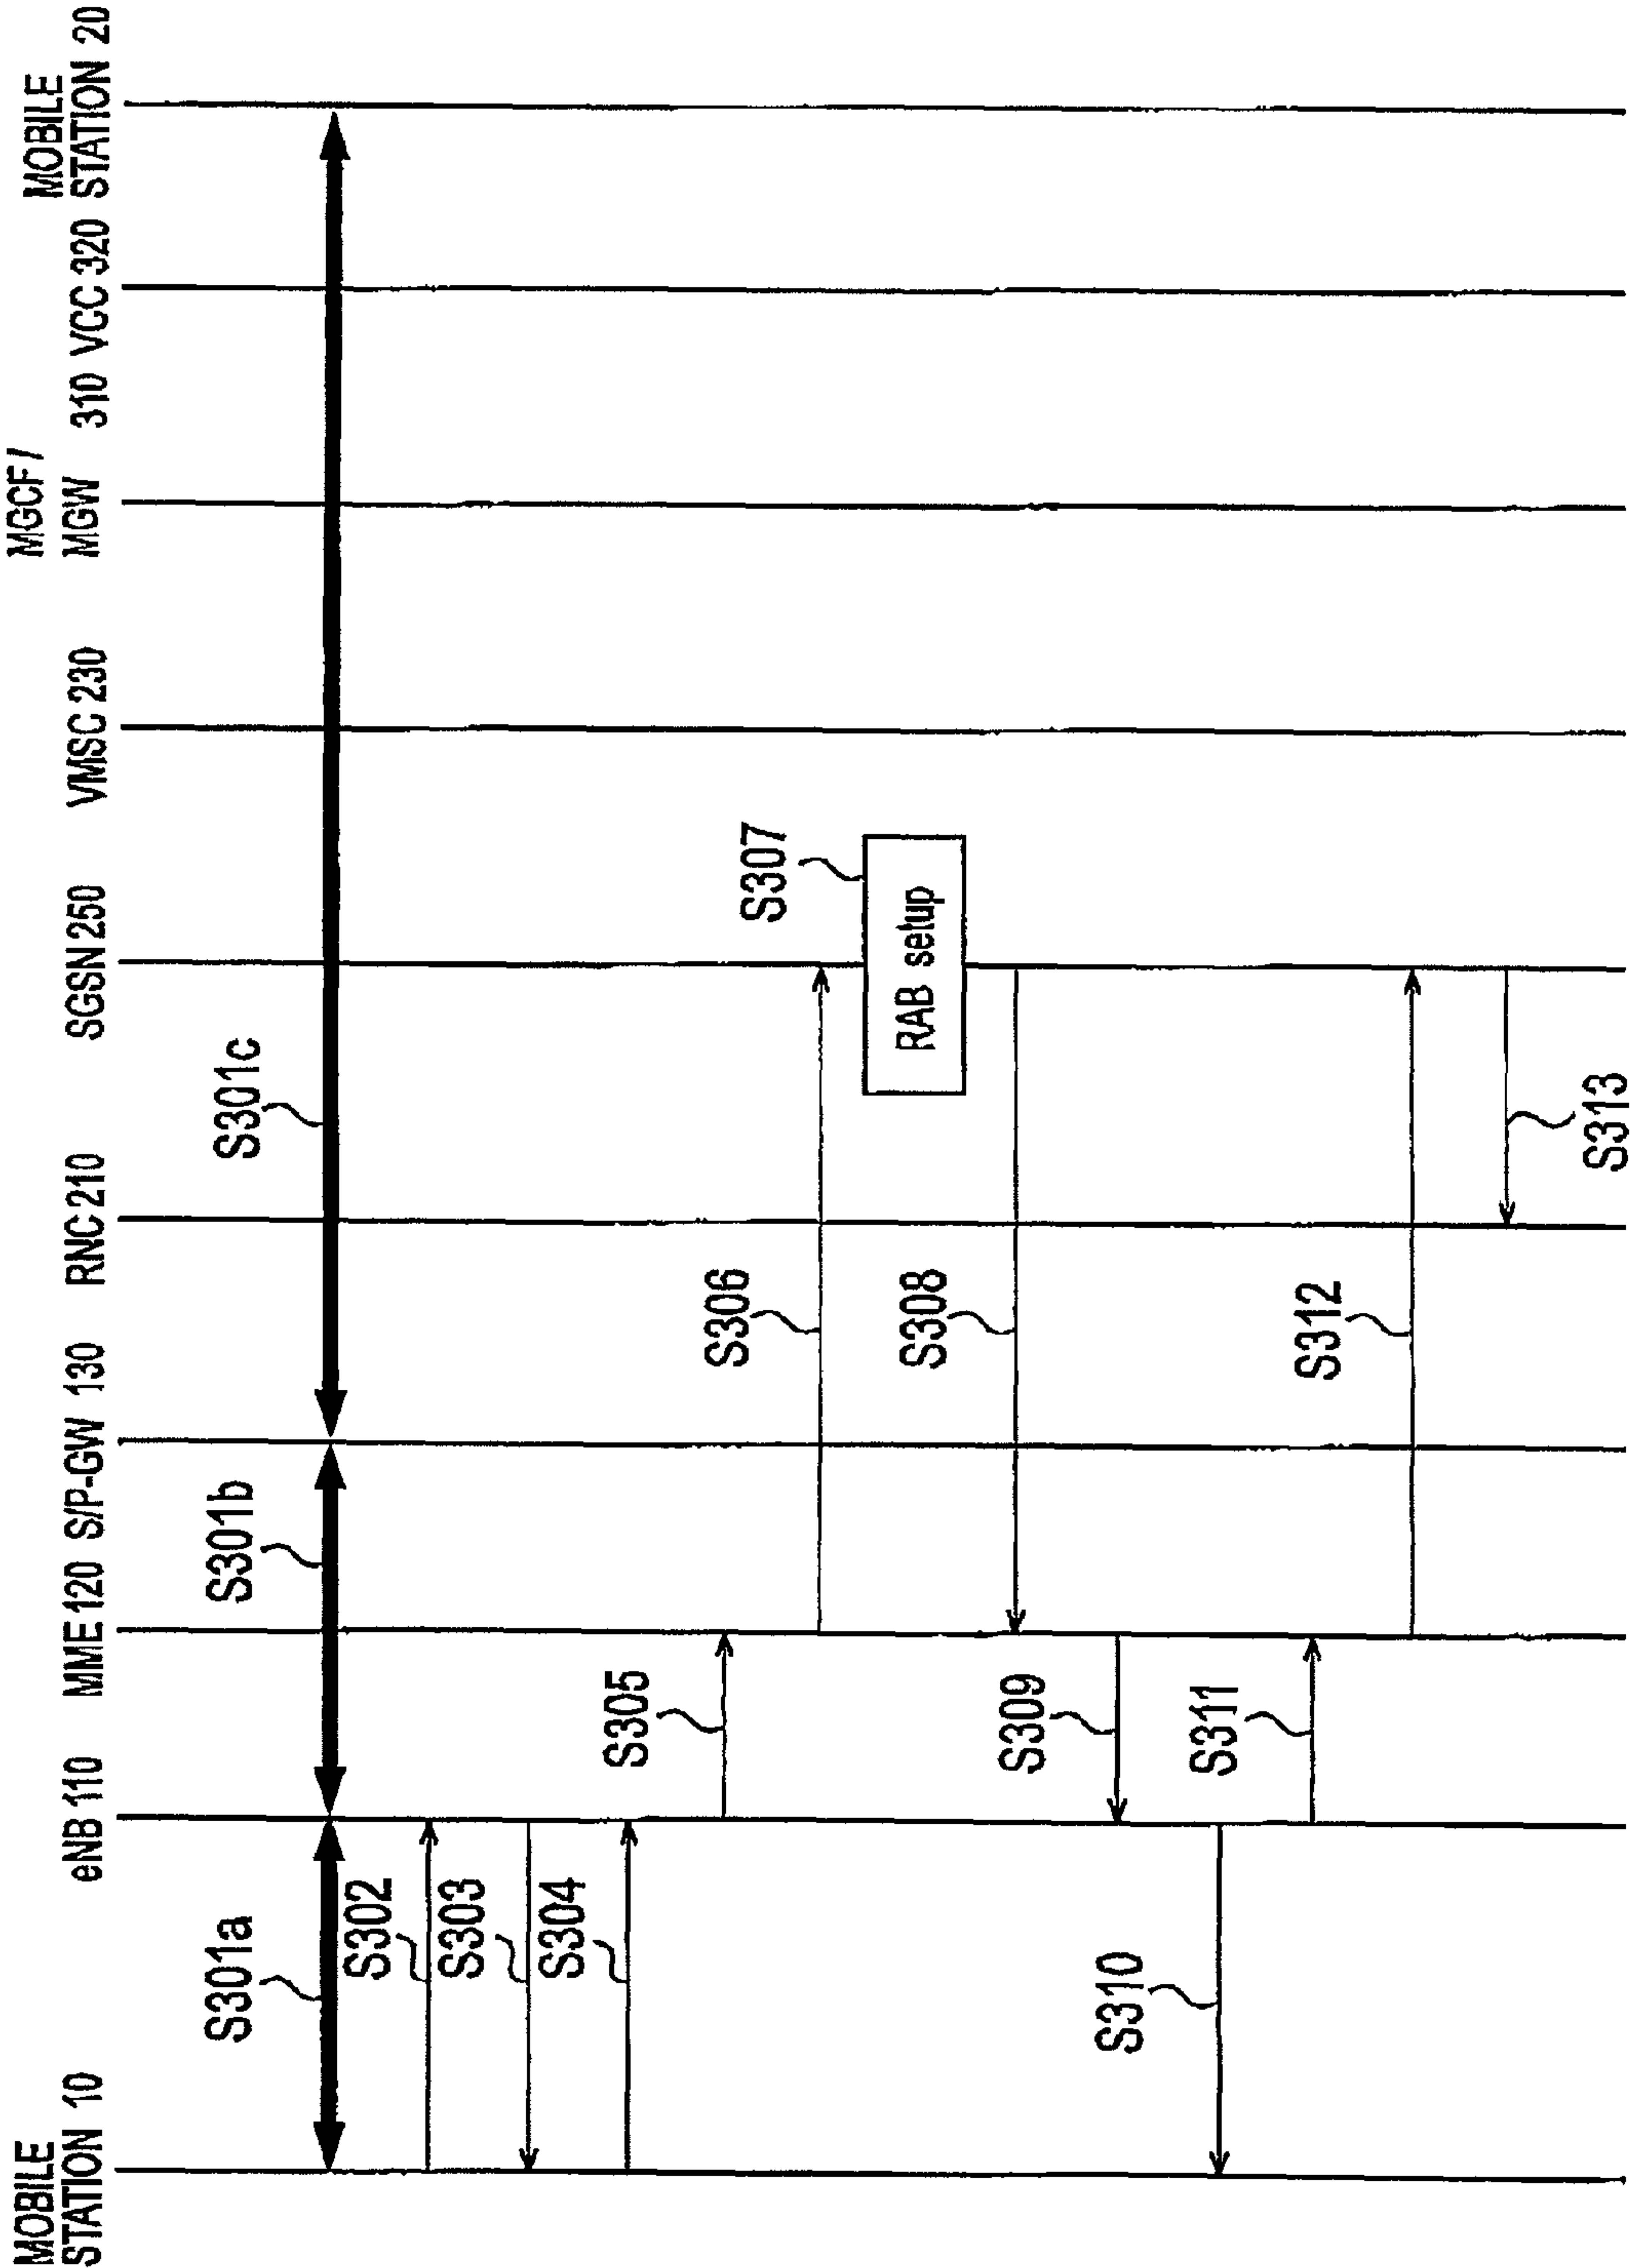 MOBILE
STATION 10
eNB 110
MME 120
S/P-GW 130
RNC 210
SGSN 250
VMSC 230
MGCF /
MGW 310
VCC 320
MOBILE
STATION 20
S301a
S301b
S301c
S302
S303
S304
S305
S306
S307
RAB setup
S308
S309
S310
S311
S312
S313